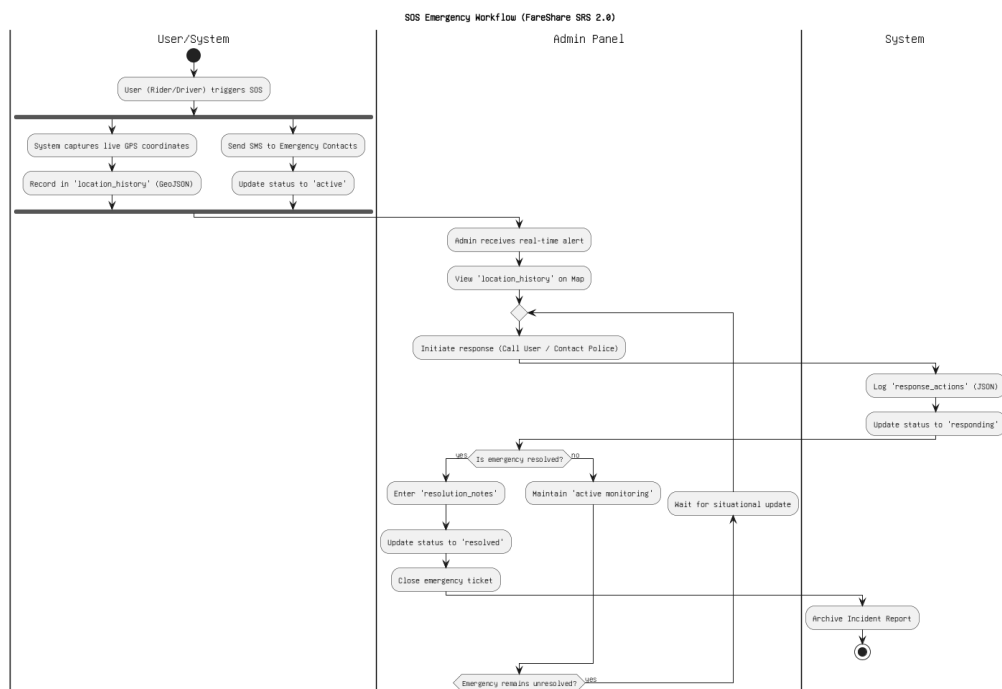 SOS Emergency Workflow (FareShare SRS 2.0)
User/System
Admin Panel
System
User (Rider/Driver) triggers SOS
System captures live GPS coordinates
Send SMS to Emergency Contacts
Record in 'location_history' (GeoJSON)
Update status to 'active'
Admin receives real-time alert
View 'location_history' on Map
Initiate response (Call User / Contact Police)
Log 'response_actions' (JSON)
Update status to 'responding'
yes
Is emergency resolved?
no
Enter 'resolution_notes'
Maintain 'active monitoring'
Wait for situational update
Update status to 'resolved'
Close emergency ticket
Archive Incident Report
Emergency remains unresolved?
yes